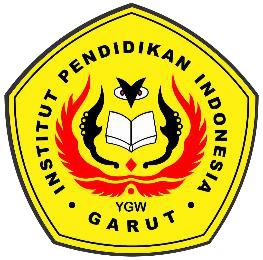 INSTITUT PENDIDIKAN INDONESIA
YGW
• GARUT •